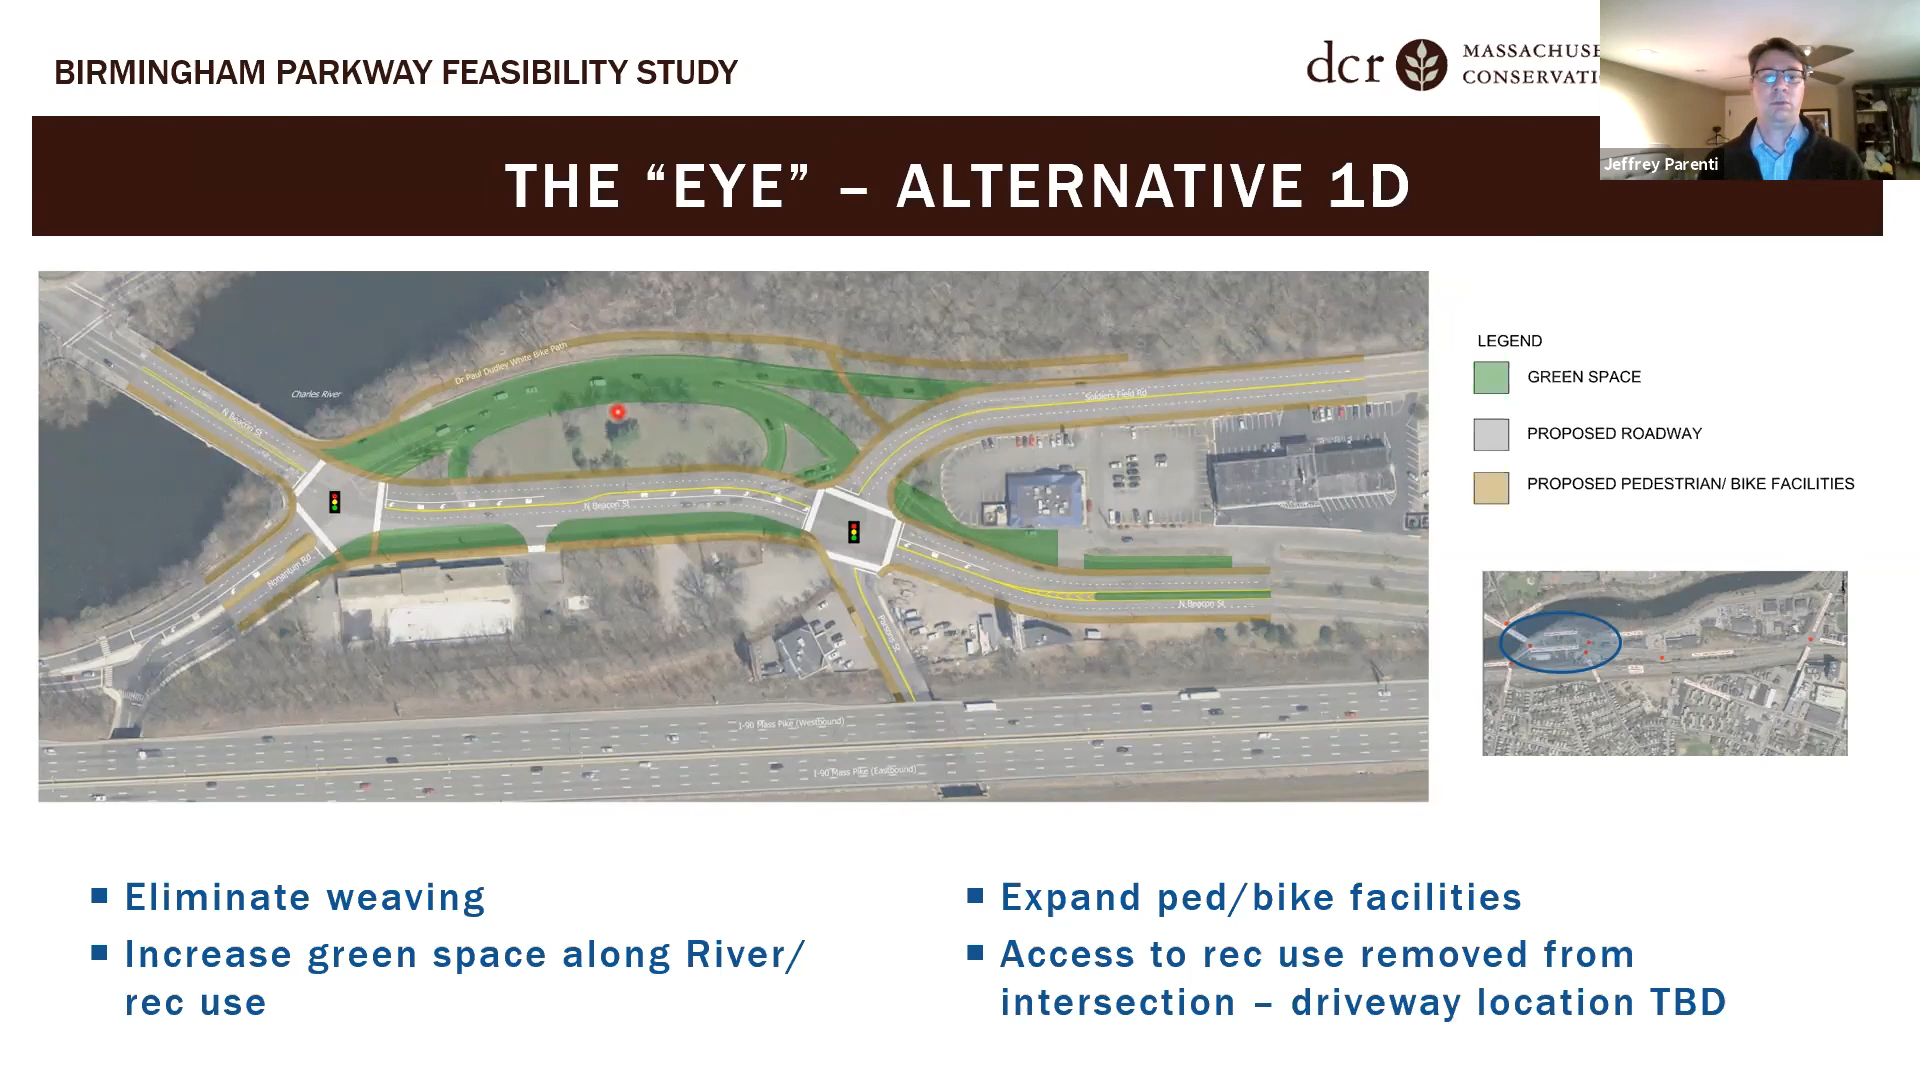 BIRMINGHAM PARKWAY FEASIBILITY STUDY
dcr
MASSACHUSE
CONSERVATI
Jeffrey Parenti
THE “EYE” – ALTERNATIVE 1D
Dr Paul Dudley White Bike Path
Charles River
N Beacon St
Soldiers Field Rd
N Beacon St
Nonantum Rd
N Beacon St
Parsons St
I-90 Mass Pike (Westbound)
I-90 Mass Pike (Eastbound)
LEGEND
GREEN SPACE
PROPOSED ROADWAY
PROPOSED PEDESTRIAN/ BIKE FACILITIES
■ Eliminate weaving
■ Increase green space along River/
rec use
■ Expand ped/bike facilities
■ Access to rec use removed from
intersection – driveway location TBD